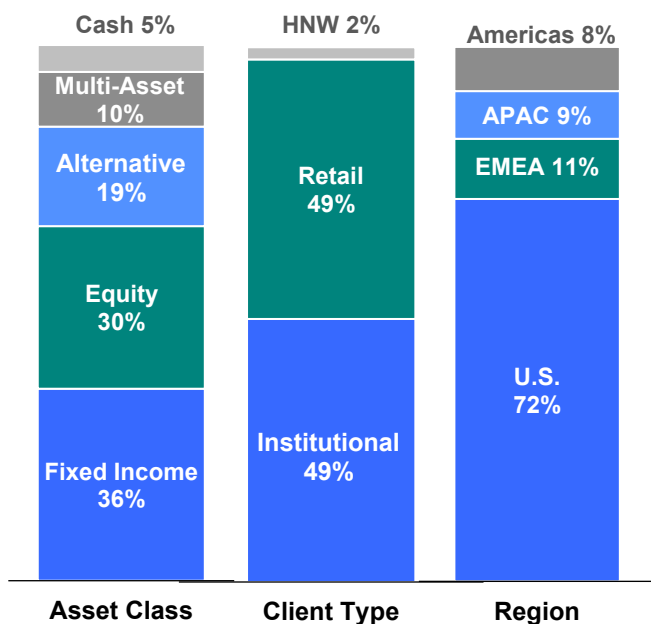 Cash 5%
Multi-Asset
10%
Alternative
19%
Equity
30%
Fixed Income
36%
Asset Class
HNW 2%
Retail
49%
Institutional
49%
Client Type
Americas 8%
APAC 9%
EMEA 11%
U.S.
72%
Region